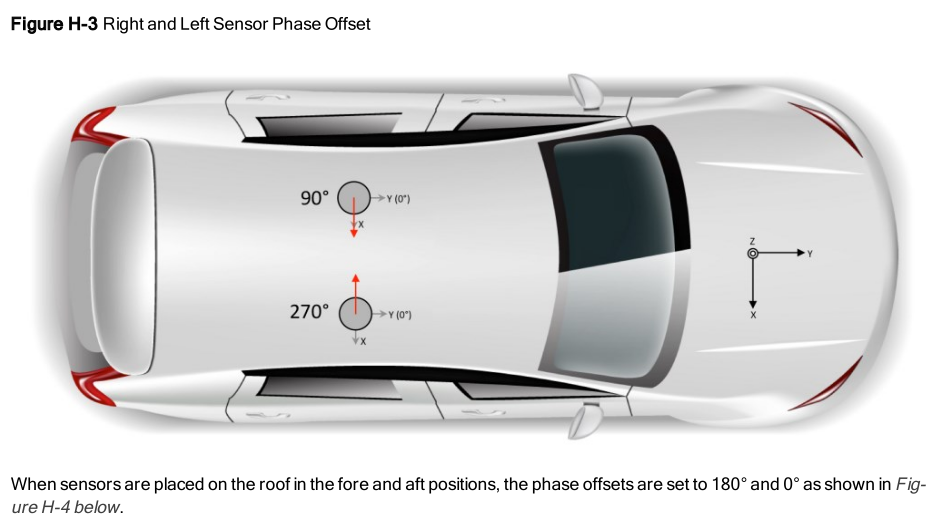 Figure H-3 Right and Left Sensor Phase Offset
90°
Y (0°)
X
Z
Y
X
270°
Y (0°)
X
When sensors are placed on the roof in the fore and aft positions, the phase offsets are set to 180° and 0° as shown in Fig-
ure H-4 below.